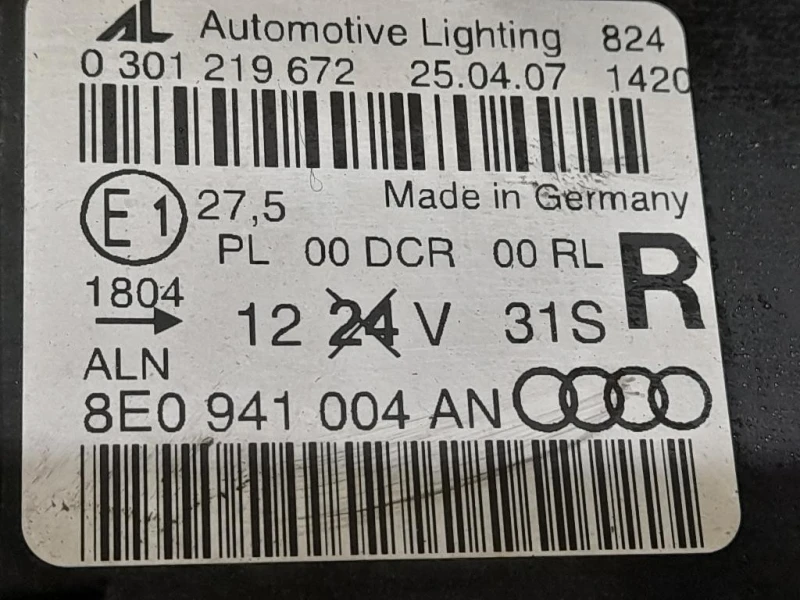 AL Automotive Lighting 824
0 301 219 672 25.04.07 1420
E1 27,5 Made in Germany
PL 00 DCR 00 RL R
1804
12 24 V 31S
ALN
8E0 941 004 AN